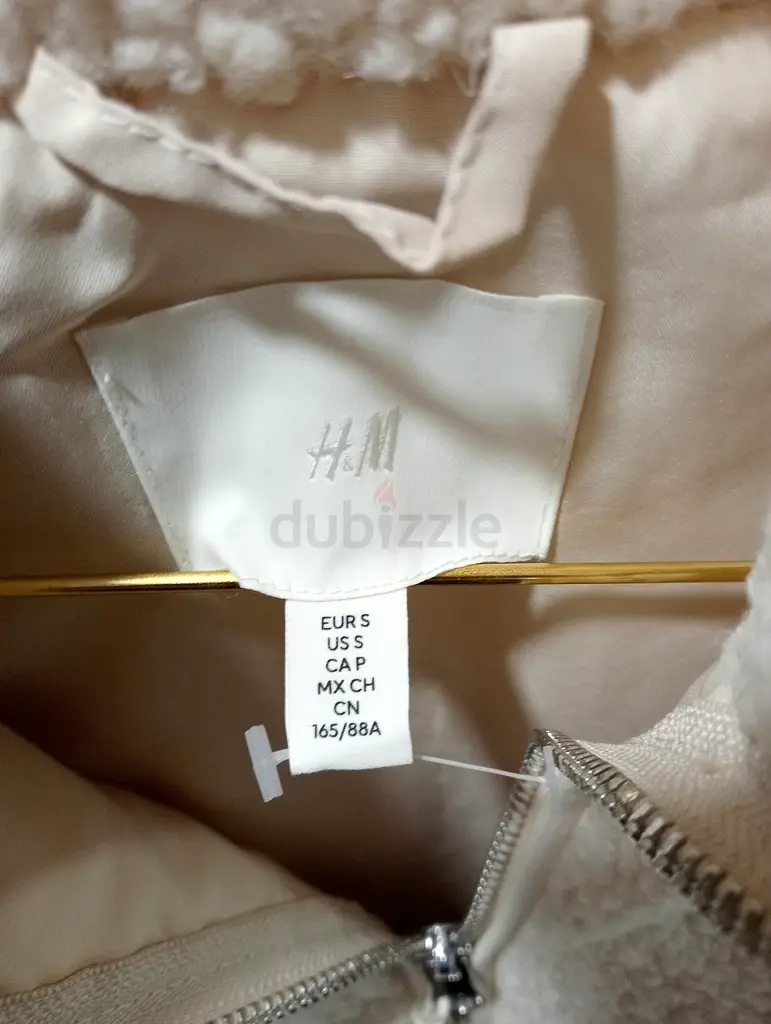 H&M
dubizzle
EUR S
US S
CA P
MX CH
CN
165/88A